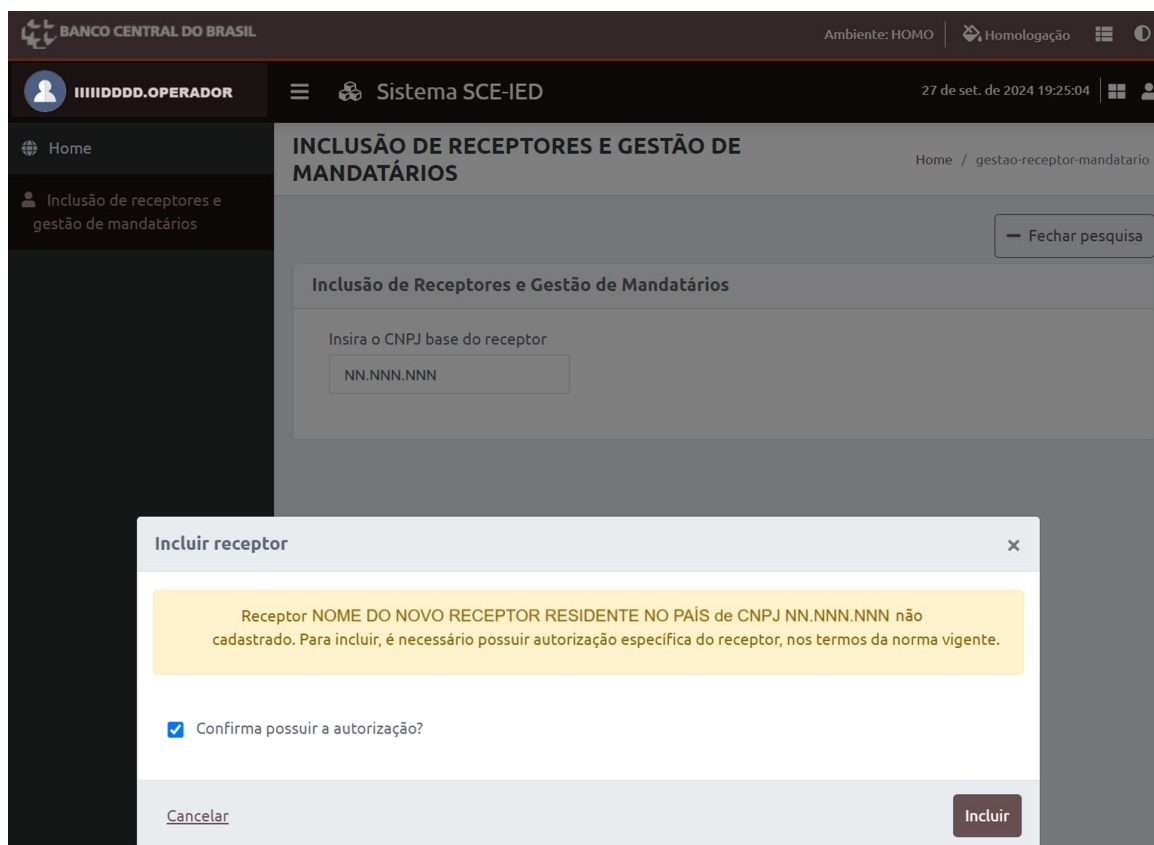 BANCO CENTRAL DO BRASIL
Ambiente: HOMO
Homologação
IIIIIDDDD.OPERADOR
Sistema SCE-IED
27 de set. de 2024 19:25:04
Home
Inclusão de receptores e
gestão de mandatários
INCLUSÃO DE RECEPTORES E GESTÃO DE
MANDATÁRIOS
Home / gestao-receptor-mandatario
Fechar pesquisa
Inclusão de Receptores e Gestão de Mandatários
Insira o CNPJ base do receptor
NN.NNN.NNN
Incluir receptor
×
Receptor NOME DO NOVO RECEPTOR RESIDENTE NO PAÍS de CNPJ NN.NNN.NNN não
cadastrado. Para incluir, é necessário possuir autorização específica do receptor, nos termos da norma vigente.
Confirma possuir a autorização?
Cancelar
Incluir